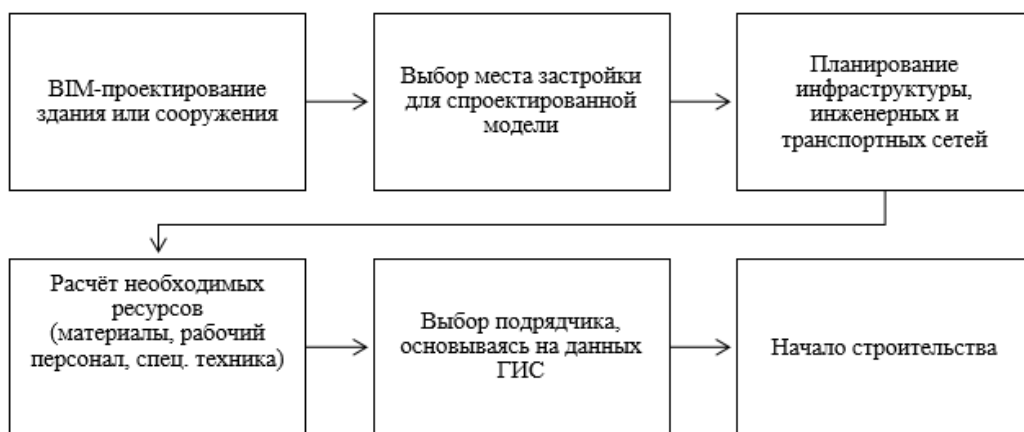 BIM-проектирование
здания или сооружения
Выбор места застройки
для спроектированной
модели
Планирование
инфраструктуры,
инженерных и
транспортных сетей
Расчёт необходимых
ресурсов
(материалы, рабочий
персонал, спец. техника)
Выбор подрядчика,
основываясь на данных
ГИС
Начало строительства